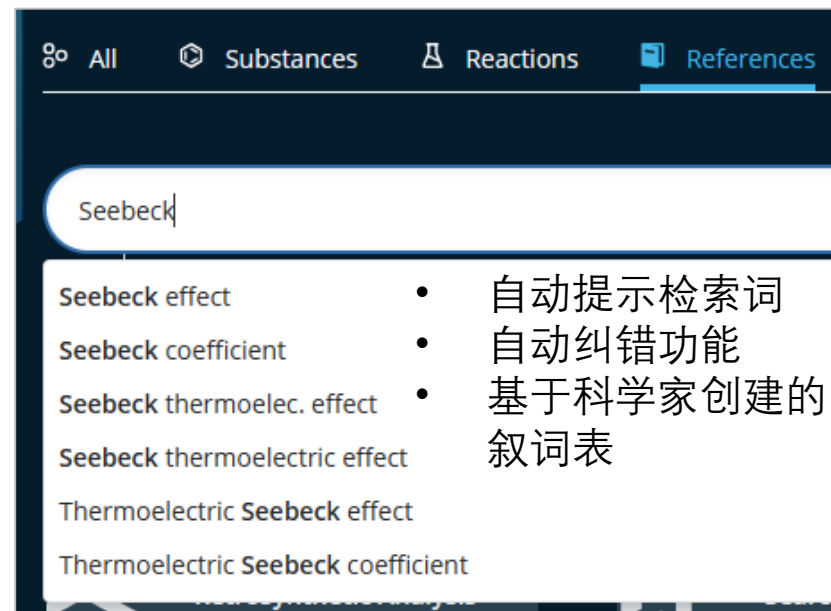 All Substances Reactions References
Seebeck
Seebeck effect
Seebeck coefficient
Seebeck thermoelec. effect
Seebeck thermoelectric effect
Thermoelectric Seebeck effect
Thermoelectric Seebeck coefficient
• 自动提示检索词
• 自动纠错功能
• 基于科学家创建的
叙词表